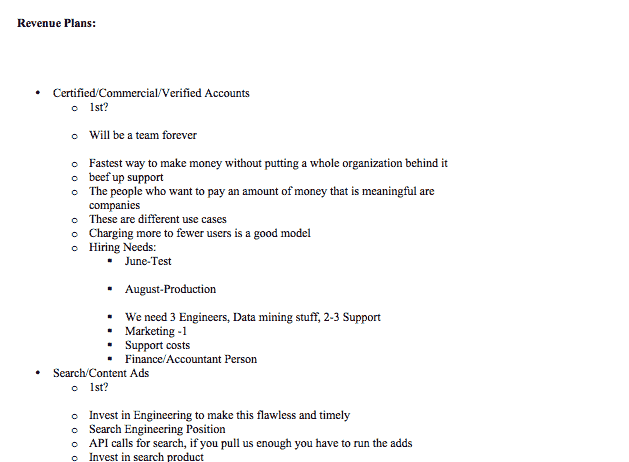 Revenue Plans:
• Certified/Commercial/Verified Accounts
o 1st?
o Will be a team forever
o Fastest way to make money without putting a whole organization behind it
o beef up support
o The people who want to pay an amount of money that is meaningful are
companies
o These are different use cases
o Charging more to fewer users is a good model
o Hiring Needs:
▪ June-Test
▪ August-Production
▪ We need 3 Engineers, Data mining stuff, 2-3 Support
▪ Marketing -1
▪ Support costs
▪ Finance/Accountant Person
• Search/Content Ads
o 1st?
o Invest in Engineering to make this flawless and timely
o Search Engineering Position
o API calls for search, if you pull us enough you have to run the adds
o Invest in search product